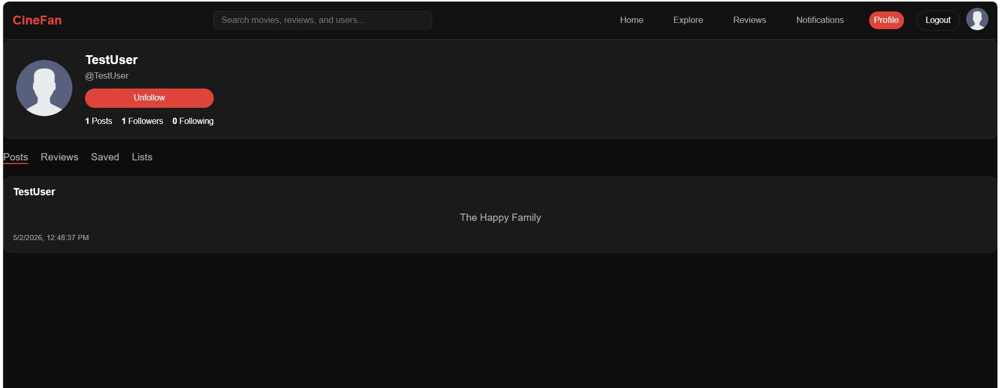 CineFan Search movies, reviews, and users... Home Explore Reviews Notifications Profile Logout
TestUser
@TestUser
Unfollow
1 Posts 1 Followers 0 Following
Posts Reviews Saved Lists
TestUser
The Happy Family
5/2/2026, 12:48:37 PM